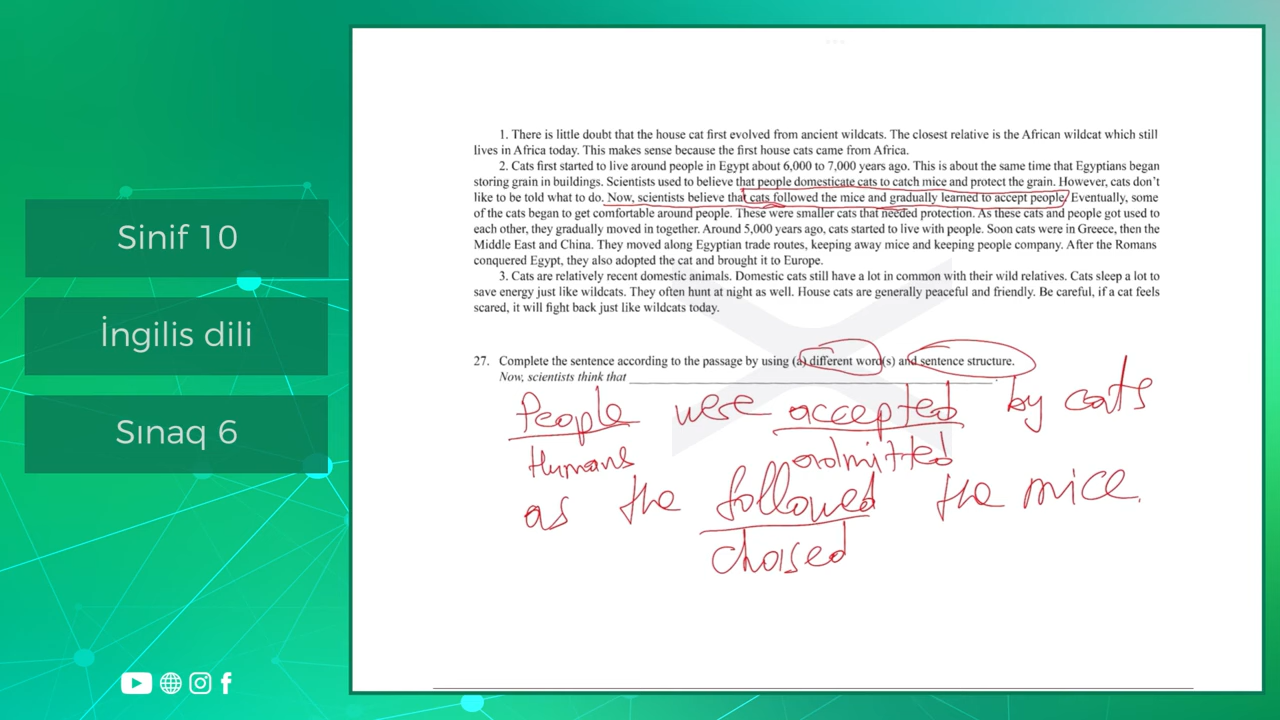 Sinif 10
İngilis dili
Sınaq 6
1. There is little doubt that the house cat first evolved from ancient wildcats. The closest relative is the African wildcat which still
lives in Africa today. This makes sense because the first house cats came from Africa.
2. Cats first started to live around people in Egypt about 6,000 to 7,000 years ago. This is about the same time that Egyptians began
storing grain in buildings. Scientists used to believe that people domesticate cats to catch mice and protect the grain. However, cats don't
like to be told what to do. Now, scientists believe that cats followed the mice and gradually learned to accept people. Eventually, some
of the cats began to get comfortable around people. These were smaller cats that needed protection. As these cats and people got used to
each other, they gradually moved in together. Around 5,000 years ago, cats started to live with people. Soon cats were in Greece, then the
Middle East and China. They moved along Egyptian trade routes, keeping away mice and keeping people company. After the Romans
conquered Egypt, they also adopted the cat and brought it to Europe.
3. Cats are relatively recent domestic animals. Domestic cats still have a lot in common with their wild relatives. Cats sleep a lot to
save energy just like wildcats. They often hunt at night as well. House cats are generally peaceful and friendly. Be careful, if a cat feels
scared, it will fight back just like wildcats today.
27. Complete the sentence according to the passage by using (a) different word(s) and sentence structure.
Now, scientists think that
People were accepted by cats
Humans admitted
as the followed the mice.
chased